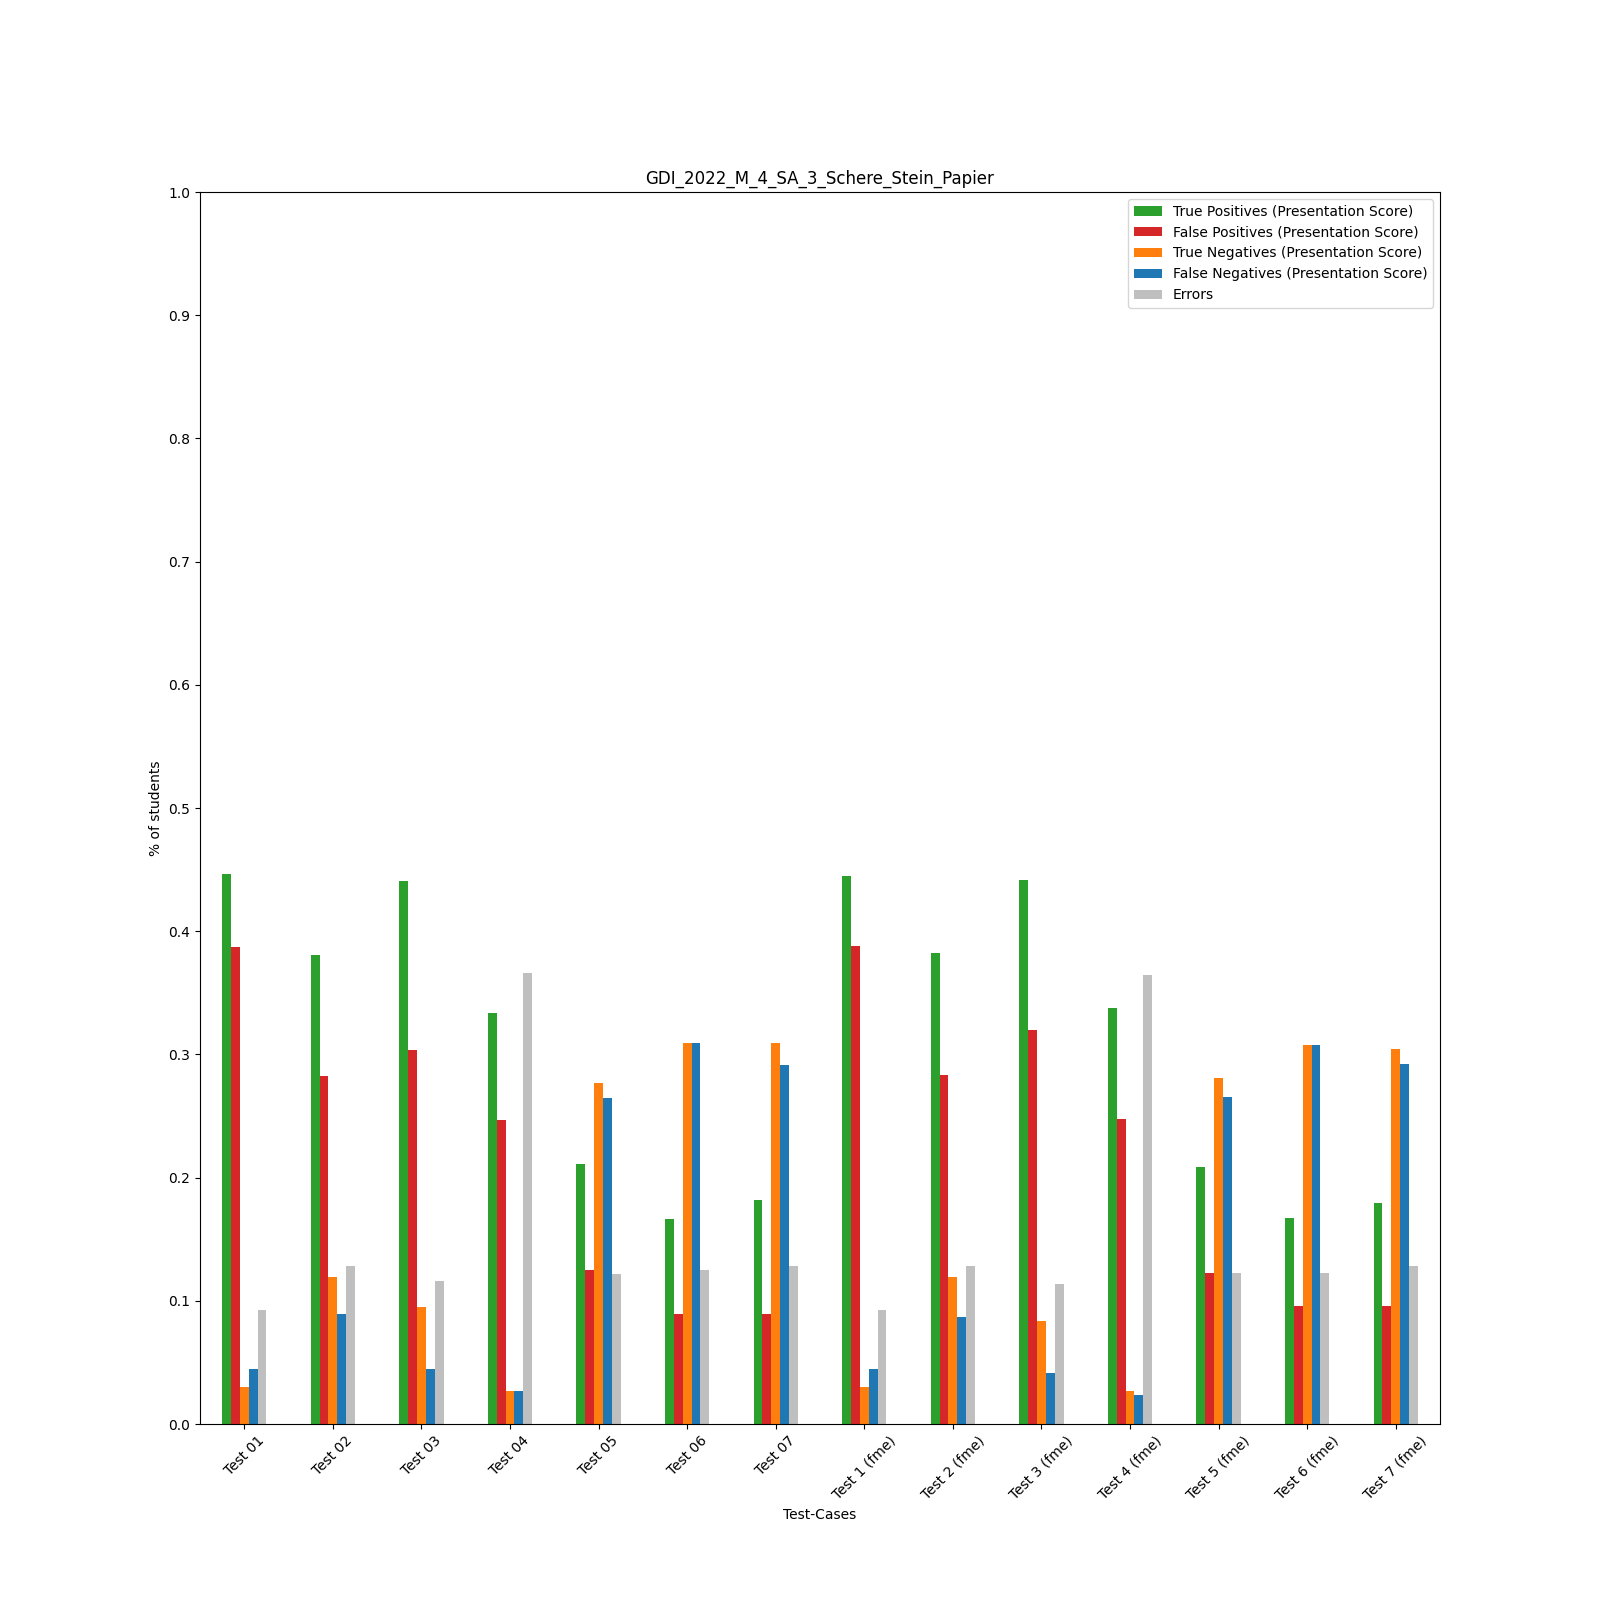 GDI_2022_M_4_SA_3_Schere_Stein_Papier
True Positives (Presentation Score)
False Positives (Presentation Score)
True Negatives (Presentation Score)
False Negatives (Presentation Score)
Errors
% of students
1.0
0.9
0.8
0.7
0.6
0.5
0.4
0.3
0.2
0.1
0.0
Test 01
Test 02
Test 03
Test 04
Test 05
Test 06
Test 07
Test 1 (fme)
Test 2 (fme)
Test 3 (fme)
Test 4 (fme)
Test 5 (fme)
Test 6 (fme)
Test 7 (fme)
Test-Cases